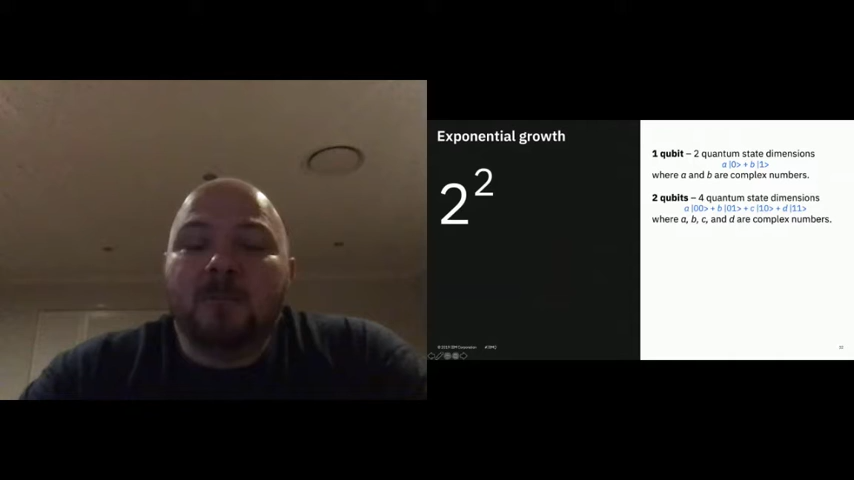 Exponential growth
2²
1 qubit – 2 quantum state dimensions
a |0> + b |1>
where a and b are complex numbers.
2 qubits – 4 quantum state dimensions
a |00> + b |01> + c |10> + d |11>
where a, b, c, and d are complex numbers.